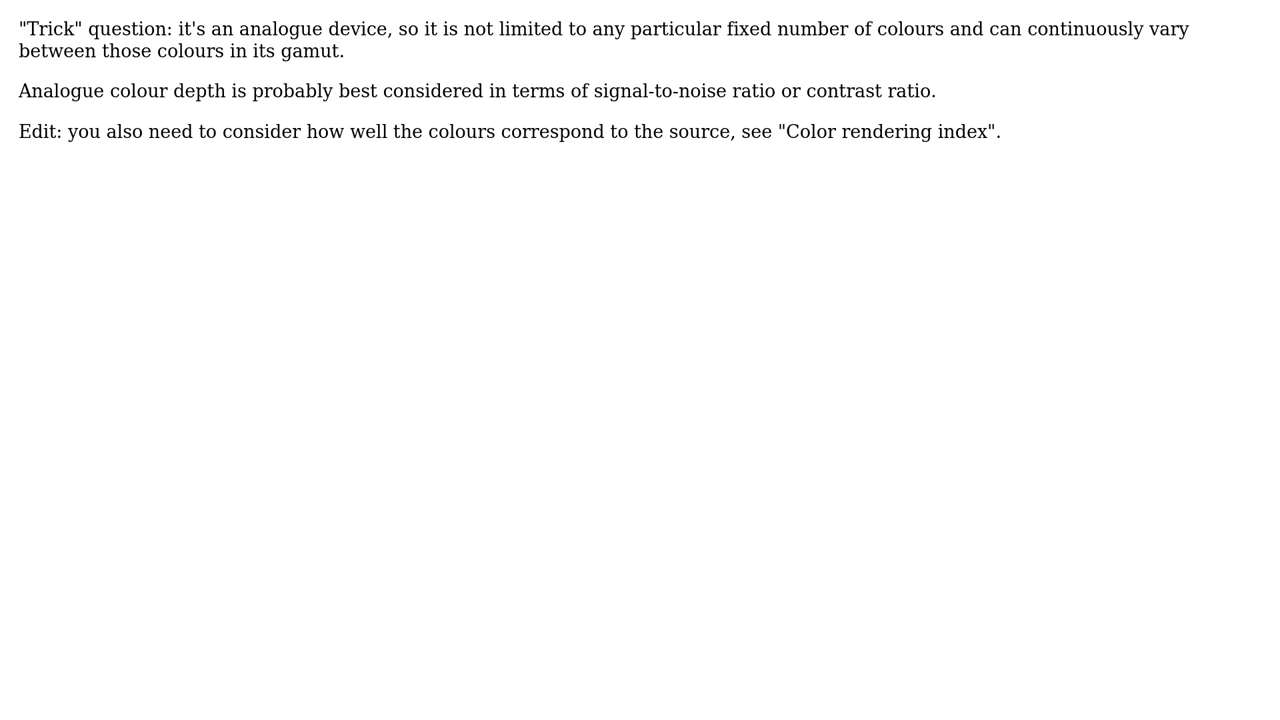 "Trick" question: it's an analogue device, so it is not limited to any particular fixed number of colours and can continuously vary
between those colours in its gamut.
Analogue colour depth is probably best considered in terms of signal-to-noise ratio or contrast ratio.
Edit: you also need to consider how well the colours correspond to the source, see "Color rendering index".